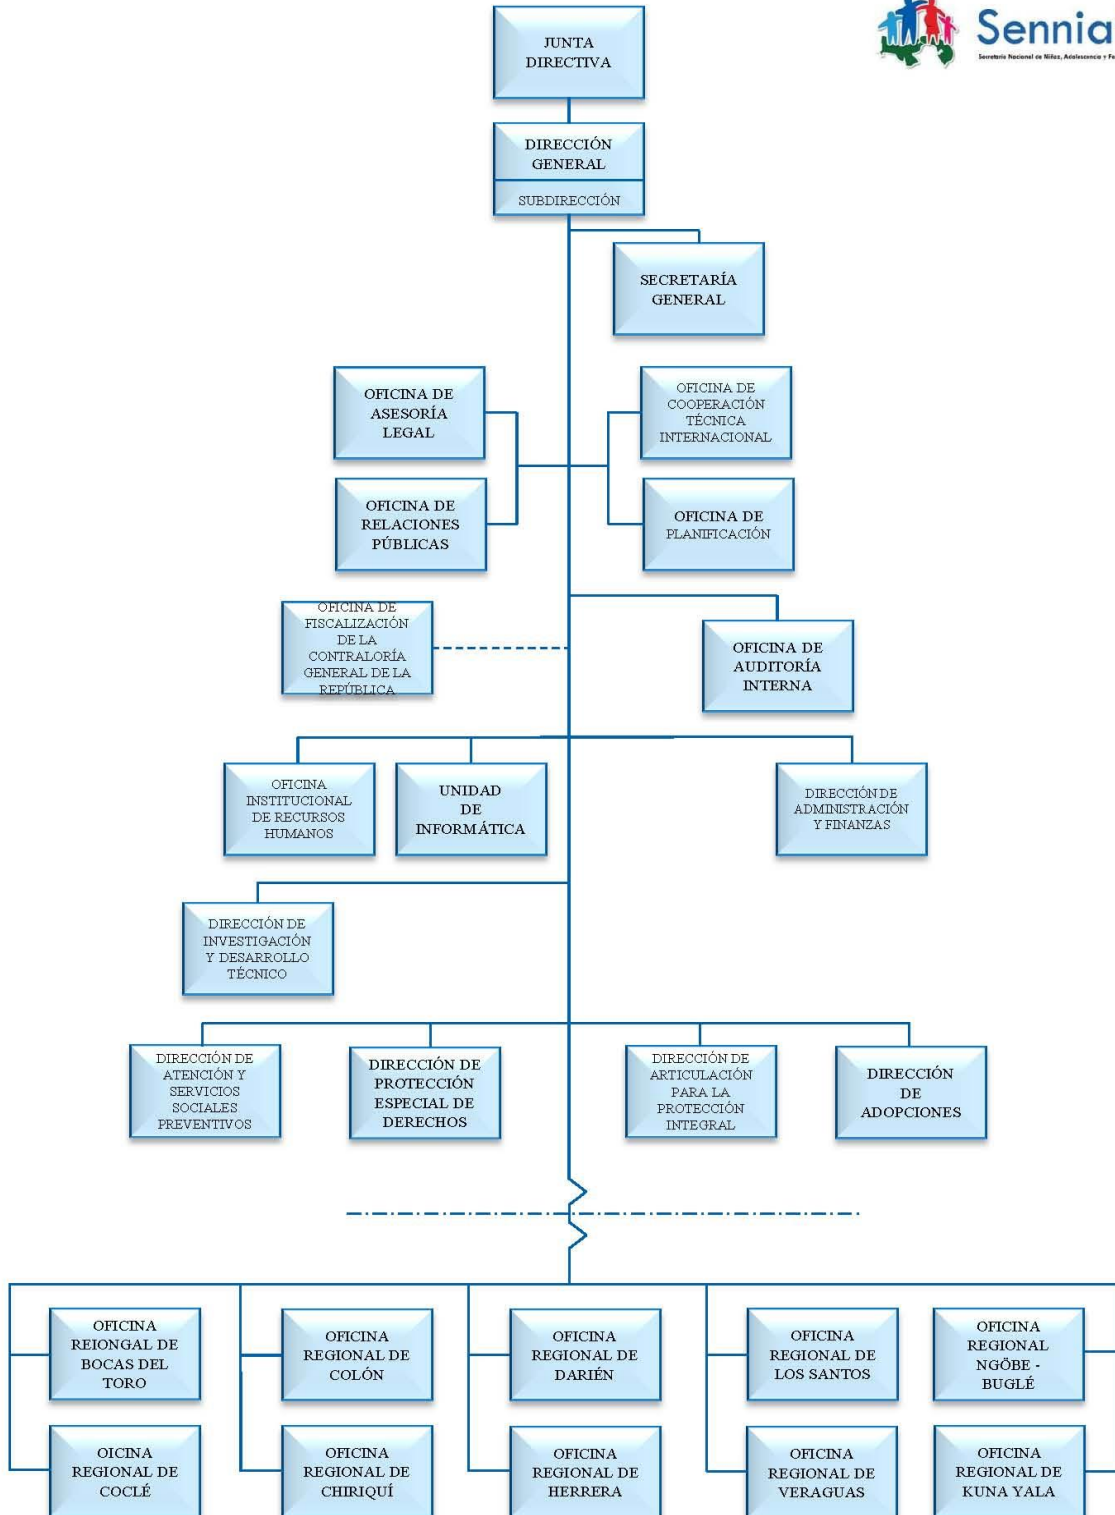 Sennia
Secretaría Nacional de Niñez, Adolescencia y
JUNTA
DIRECTIVA
DIRECCIÓN
GENERAL
SUBDIRECCIÓN
SECRETARÍA
GENERAL
OFICINA DE
ASESORÍA
LEGAL
OFICINA DE
COOPERACIÓN
TÉCNICA
INTERNACIONAL
OFICINA DE
RELACIONES
PÚBLICAS
OFICINA DE
PLANIFICACIÓN
OFICINA DE
FISCALIZACIÓN
DE LA
CONTRALORÍA
GENERAL DE LA
REPÚBLICA
OFICINA DE
AUDITORÍA
INTERNA
OFICINA
INSTITUCIONAL
DE RECURSOS
HUMANOS
UNIDAD
DE
INFORMÁTICA
DIRECCIÓN DE
ADMINISTRACIÓN
Y FINANZAS
DIRECCIÓN DE
INVESTIGACIÓN
Y DESARROLLO
TÉCNICO
DIRECCIÓN DE
ATENCIÓN Y
SERVICIOS
SOCIALES
PREVENTIVOS
DIRECCIÓN DE
PROTECCIÓN
ESPECIAL DE
DERECHOS
DIRECCIÓN DE
ARTICULACIÓN
PARA LA
PROTECCIÓN
INTEGRAL
DIRECCIÓN
DE
ADOPCIONES
OFICINA
REIONGAL DE
BOCAS DEL
TORO
OFICINA
REGIONAL DE
COLÓN
OFICINA
REGIONAL DE
DARIÉN
OFICINA
REGIONAL DE
LOS SANTOS
OFICINA
REGIONAL
NGÖBE -
BUGLÉ
OICINA
REGIONAL DE
COCLÉ
OFICINA
REGIONAL DE
CHIRIQUÍ
OFICINA
REGIONAL DE
HERRERA
OFICINA
REGIONAL DE
VERAGUAS
OFICINA
REGIONAL DE
KUNA YALA